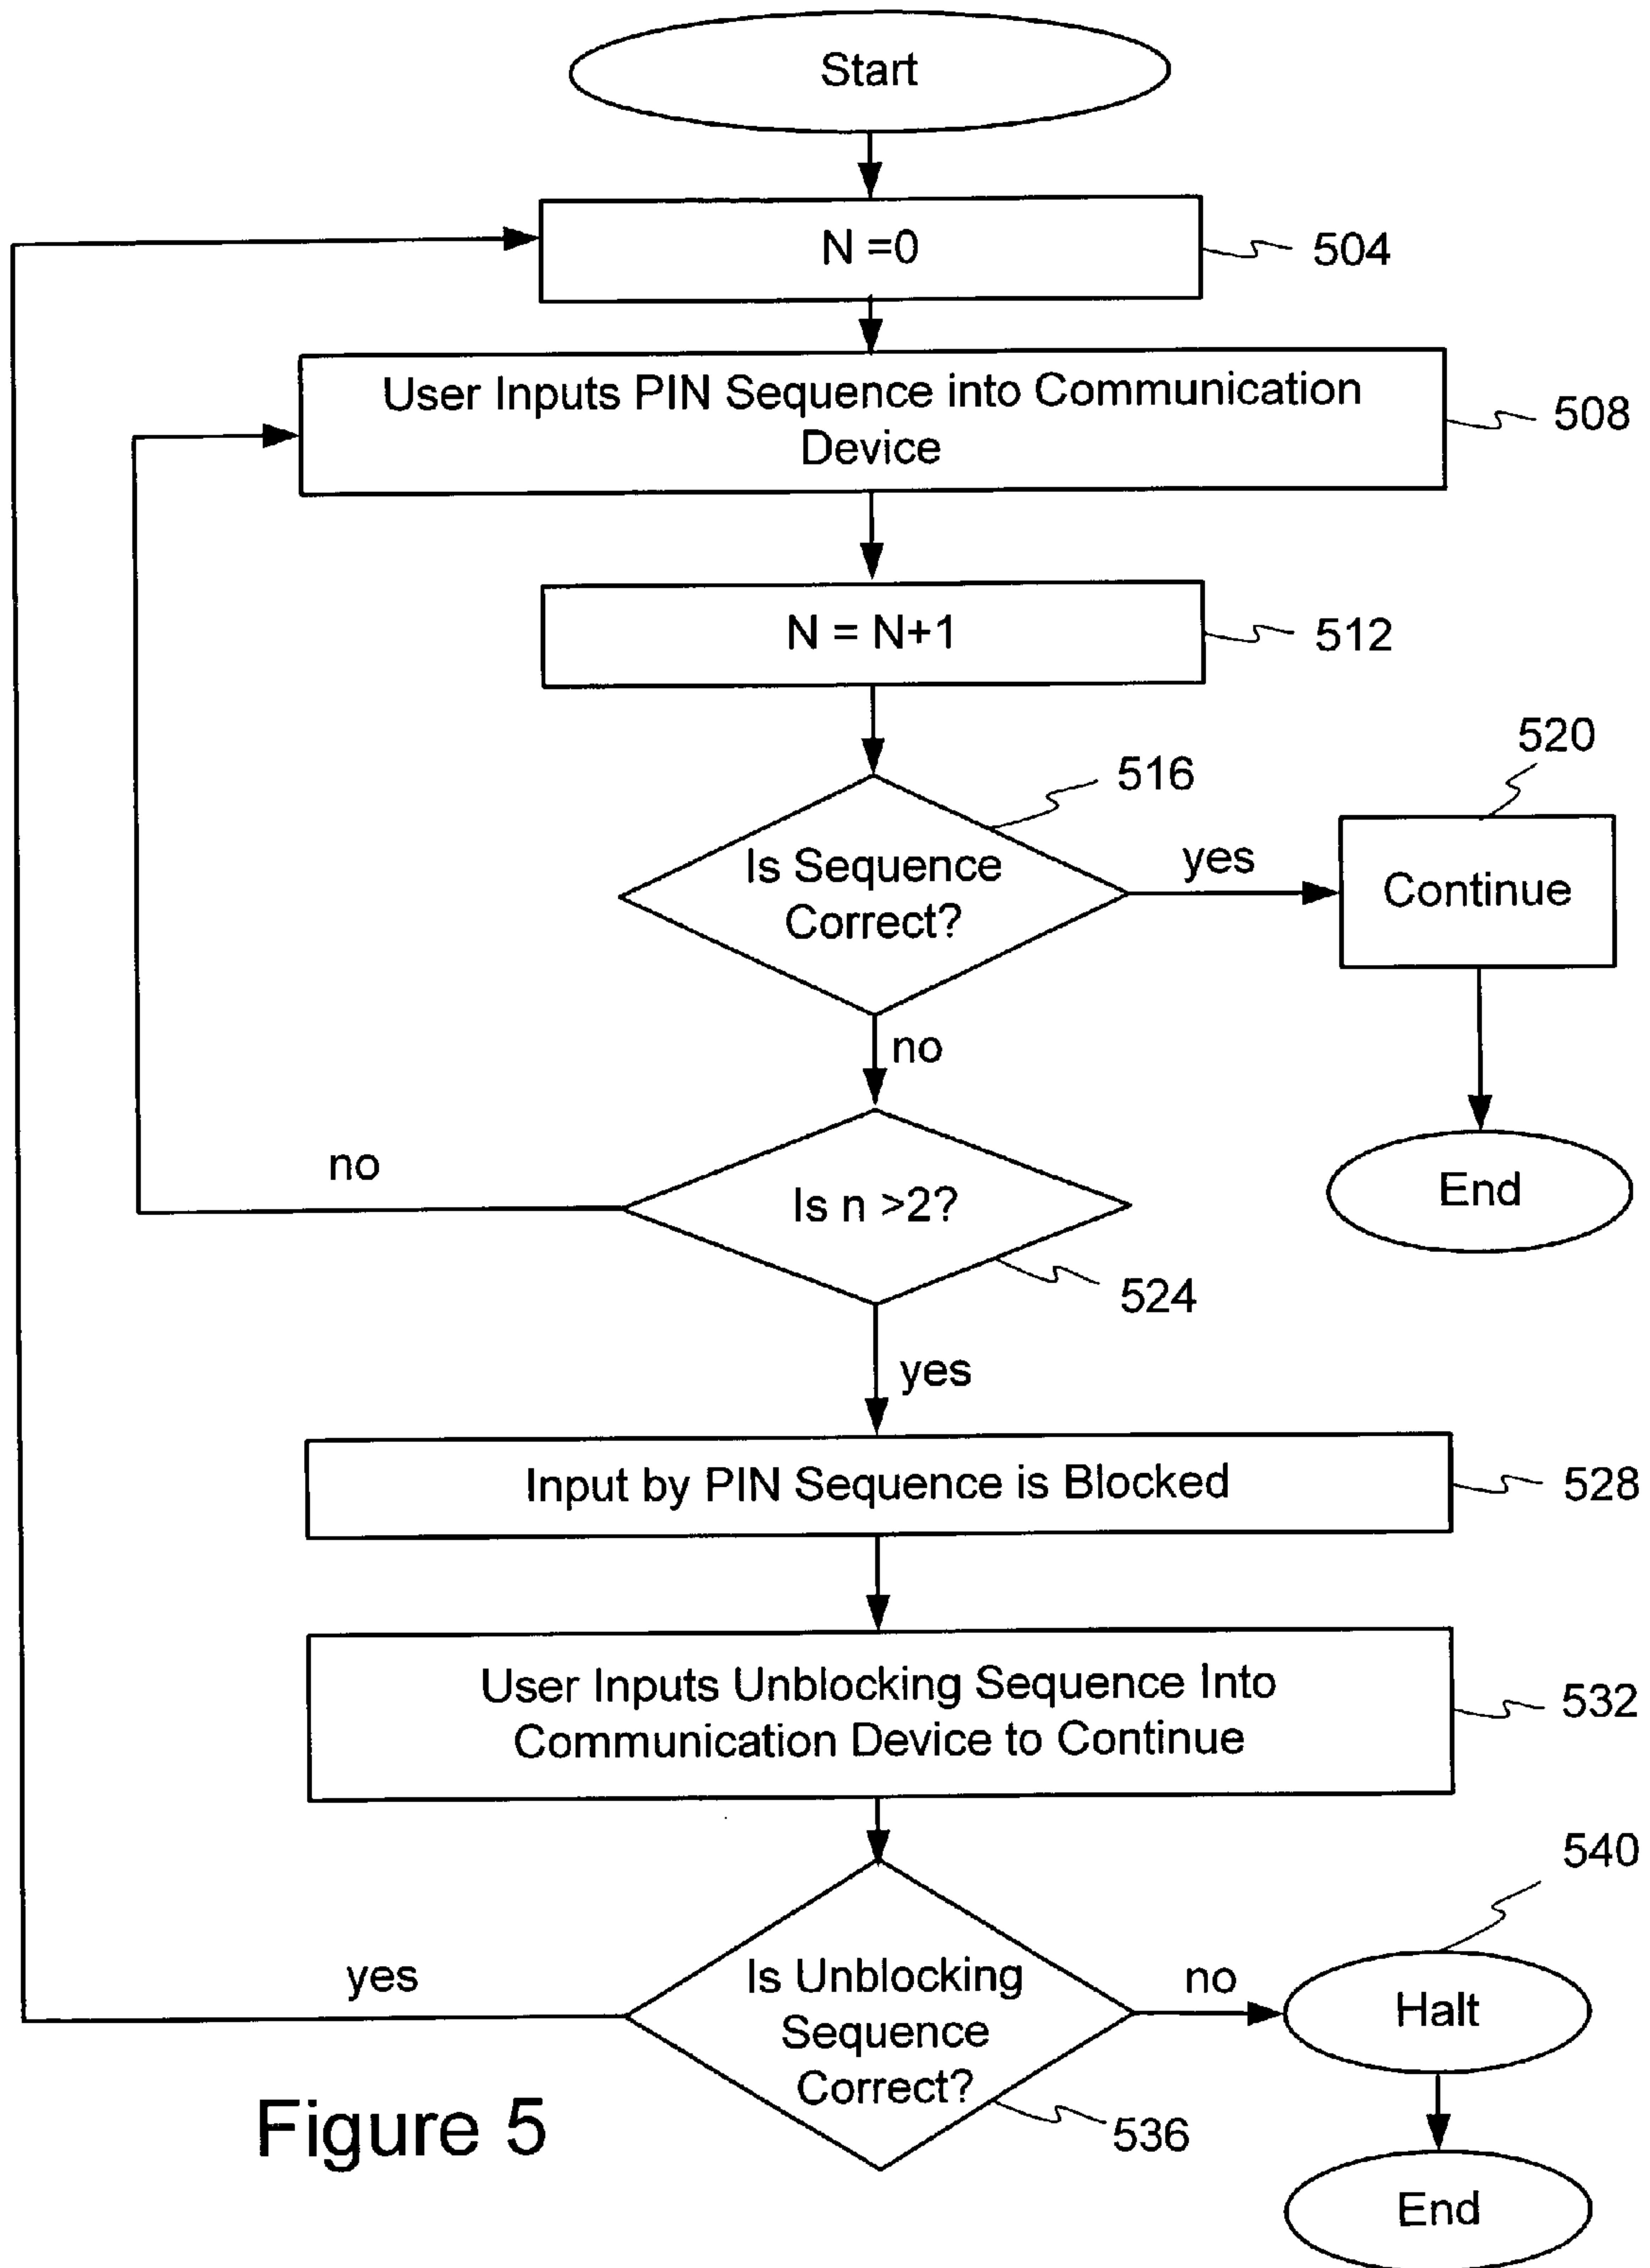 Start
N =0
504
User Inputs PIN Sequence into Communication
Device
508
N = N+1
512
516
520
Is Sequence
Correct?
yes
Continue
no
End
no
Is n >2?
524
yes
Input by PIN Sequence is Blocked
528
User Inputs Unblocking Sequence Into
Communication Device to Continue
532
540
yes
Is Unblocking
Sequence
Correct?
no
Halt
536
Figure 5
End